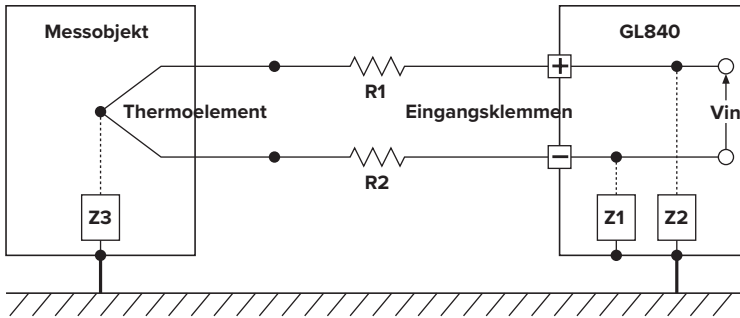 Messobjekt
GL840
+
R1
Thermoelement
Eingangsklemmen
Vin
−
R2
Z3
Z1
Z2